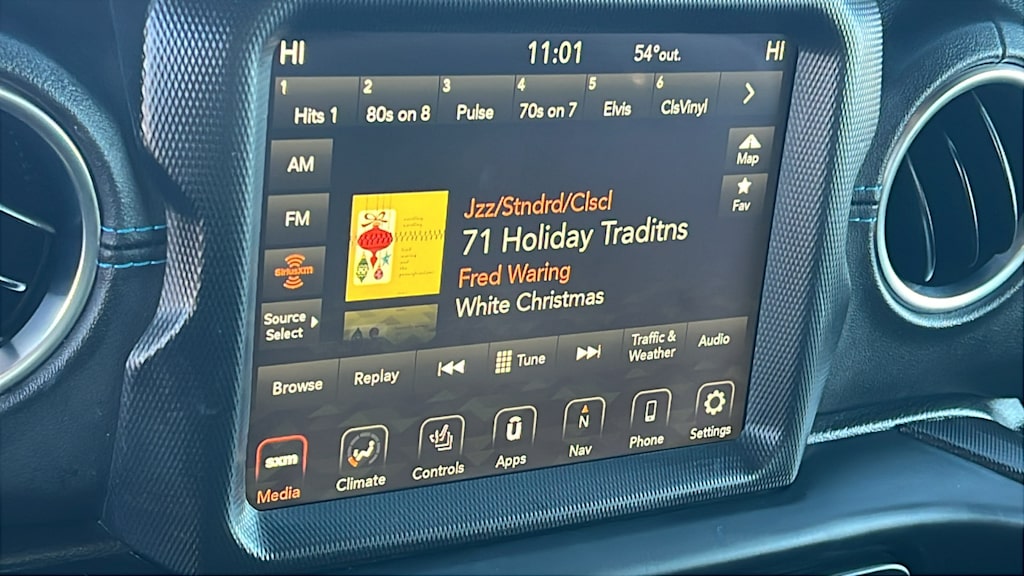 HI 11:01 54°out. HI
1 2 3 4 5 6
Hits 1 80s on 8 Pulse 70s on 7 Elvis ClsVinyl
AM
Map
FM
Fav
siriusxm
Source
Select
Jzz/Stndrd/Clscl
71 Holiday Traditns
Fred Waring
White Christmas
Browse Replay Tune Traffic &
Weather Audio
sxm
N
Media Climate Controls Apps Nav Phone Settings